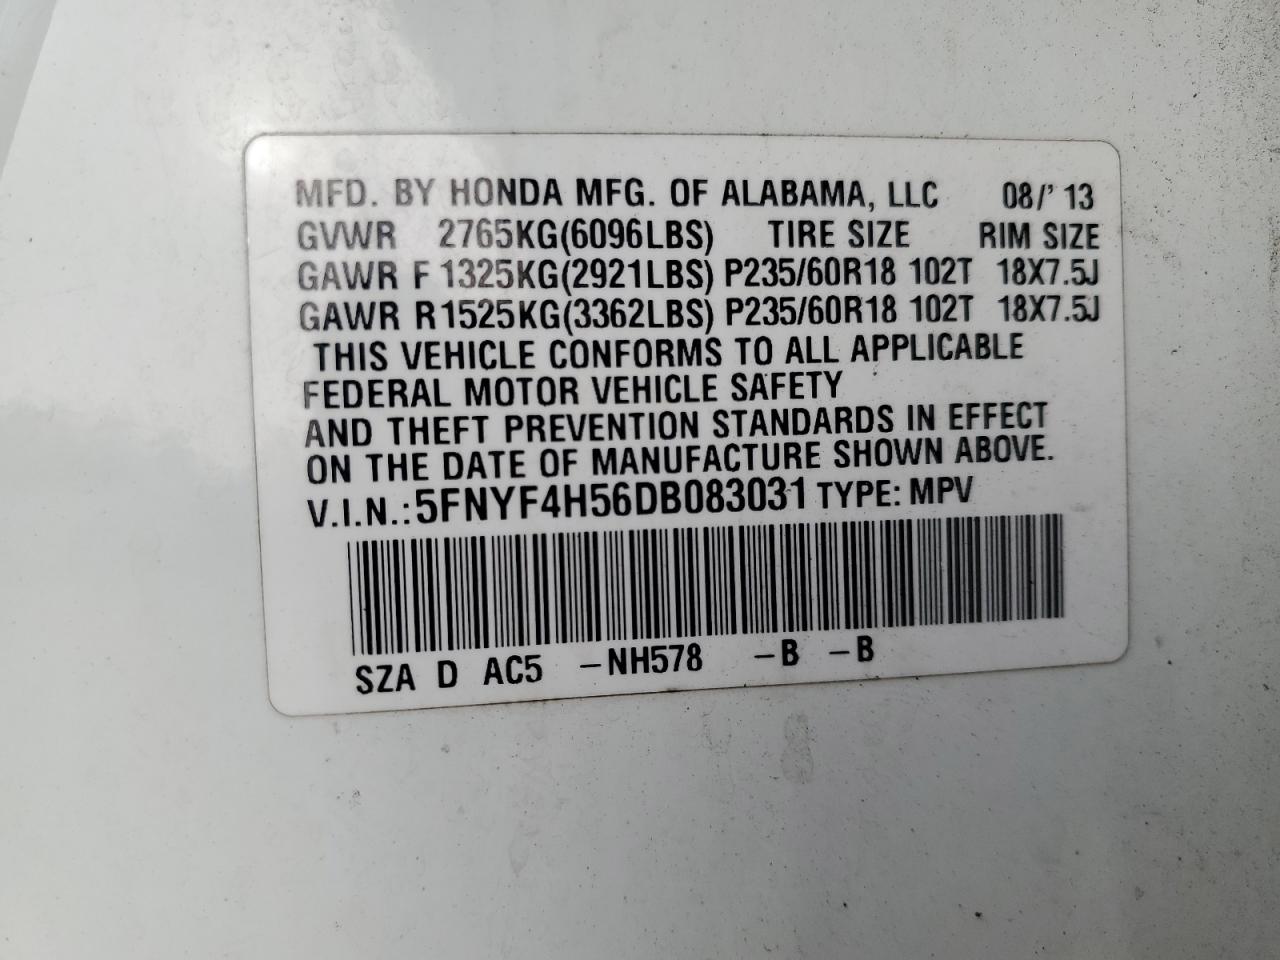 MFD. BY HONDA MFG. OF ALABAMA, LLC 08/' 13
GVWR 2765KG(6096LBS) TIRE SIZE RIM SIZE
GAWR F 1325KG(2921LBS) P235/60R18 102T 18X7.5J
GAWR R1525KG(3362LBS) P235/60R18 102T 18X7.5J
THIS VEHICLE CONFORMS TO ALL APPLICABLE
FEDERAL MOTOR VEHICLE SAFETY
AND THEFT PREVENTION STANDARDS IN EFFECT
ON THE DATE OF MANUFACTURE SHOWN ABOVE.
V.I.N.:5FNYF4H56DB083031 TYPE: MPV
SZA D AC5 –NH578 –B –B